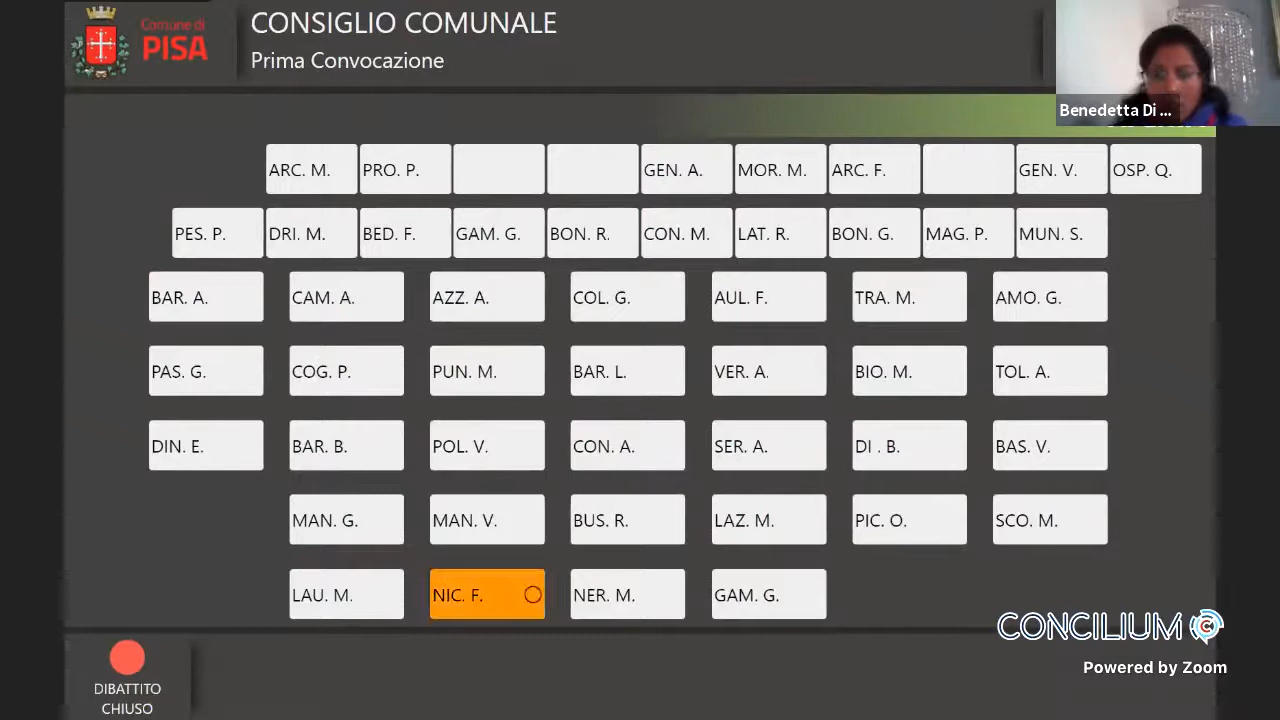 Comune di
PISA
CONSIGLIO COMUNALE
Prima Convocazione
Benedetta Di ...
ARC. M. PRO. P. GEN. A. MOR. M. ARC. F. GEN. V. OSP. Q.
PES. P. DRI. M. BED. F. GAM. G. BON. R. CON. M. LAT. R. BON. G. MAG. P. MUN. S.
BAR. A. CAM. A. AZZ. A. COL. G. AUL. F. TRA. M. AMO. G.
PAS. G. COG. P. PUN. M. BAR. L. VER. A. BIO. M. TOL. A.
DIN. E. BAR. B. POL. V. CON. A. SER. A. DI . B. BAS. V.
MAN. G. MAN. V. BUS. R. LAZ. M. PIC. O. SCO. M.
LAU. M. NIC. F. NER. M. GAM. G.
CONCILIUM
Powered by Zoom
DIBATTITO
CHIUSO